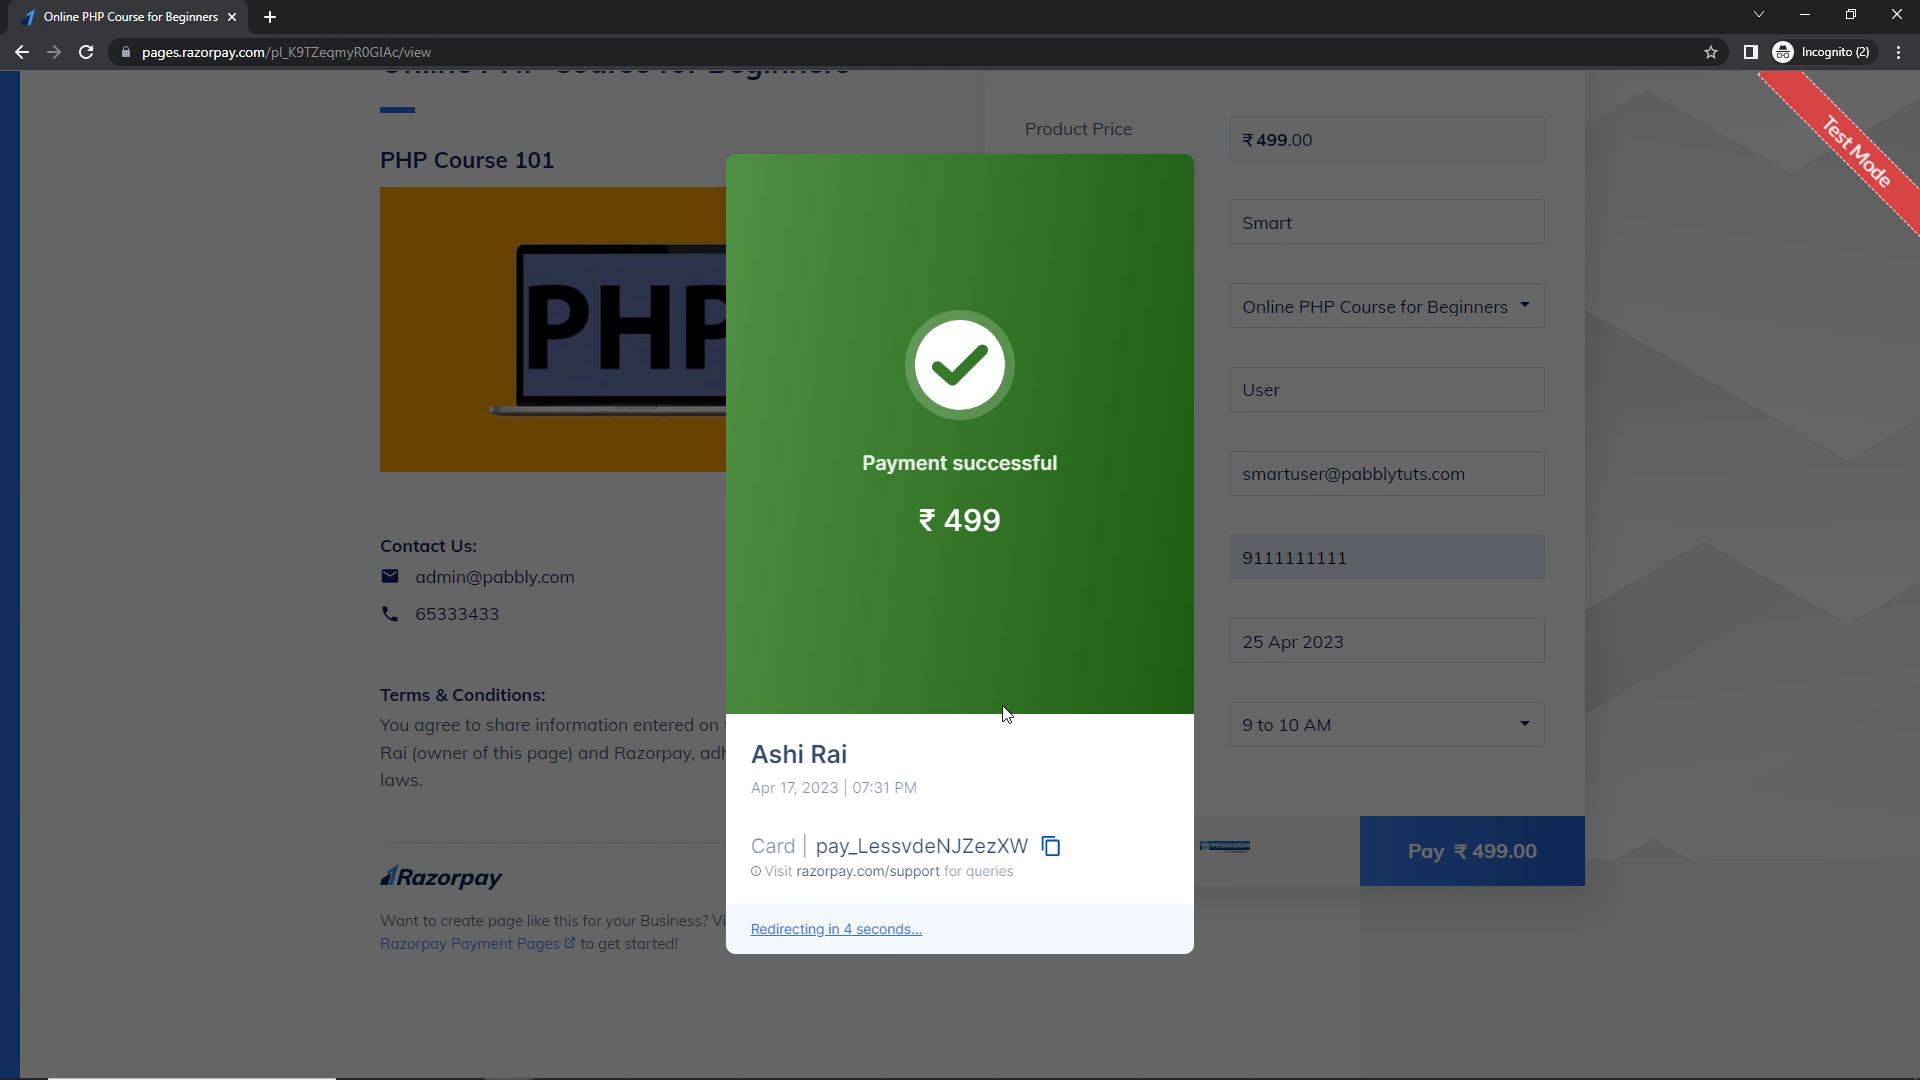 Online PHP Course for Beginners
pages.razorpay.com/pl_K9TZeqmyR0GIAc/view
Incognito (2)
Online PHP Course for Beginners
Test Mode
PHP Course 101
PHP
Contact Us:
admin@pabbly.com
65333433
Terms & Conditions:
You agree to share information entered on
Rai (owner of this page) and Razorpay, adh
laws.
Razorpay
Want to create page like this for your Business? Vi
Razorpay Payment Pages to get started!
Product Price
₹ 499.00
Smart
Online PHP Course for Beginners
User
smartuser@pabblytuts.com
9111111111
25 Apr 2023
9 to 10 AM
Pay ₹ 499.00
Payment successful
₹ 499
Ashi Rai
Apr 17, 2023 | 07:31 PM
Card | pay_LessvdeNJZezXW
Visit razorpay.com/support for queries
Redirecting in 4 seconds...